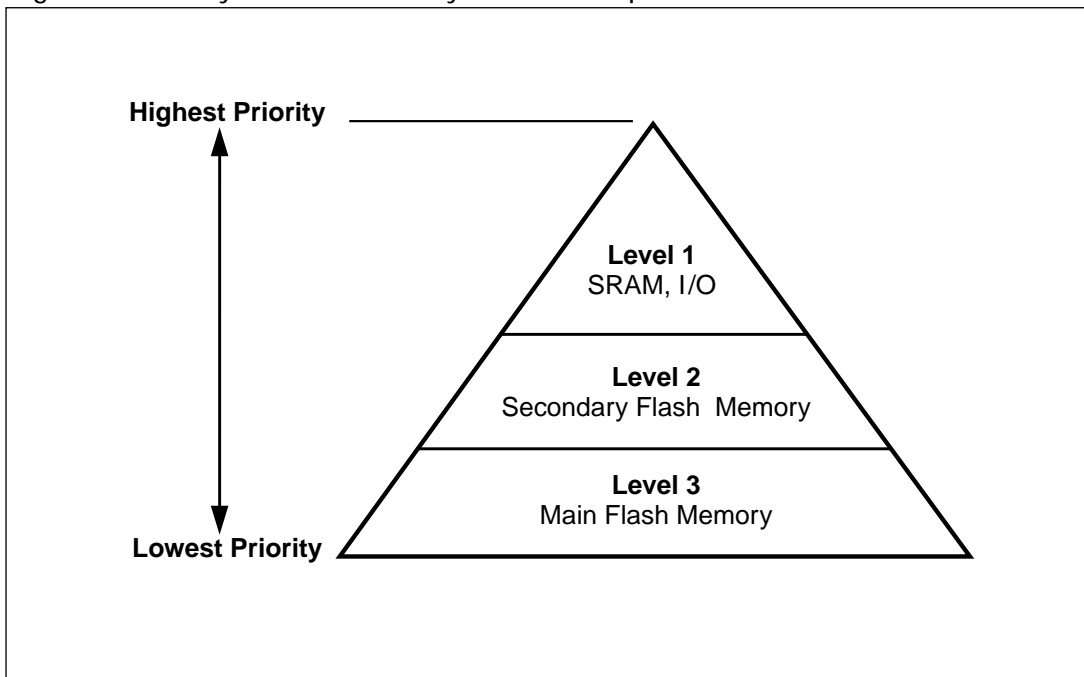 Highest Priority
Level 1
SRAM, I/O
Level 2
Secondary Flash Memory
Level 3
Main Flash Memory
Lowest Priority